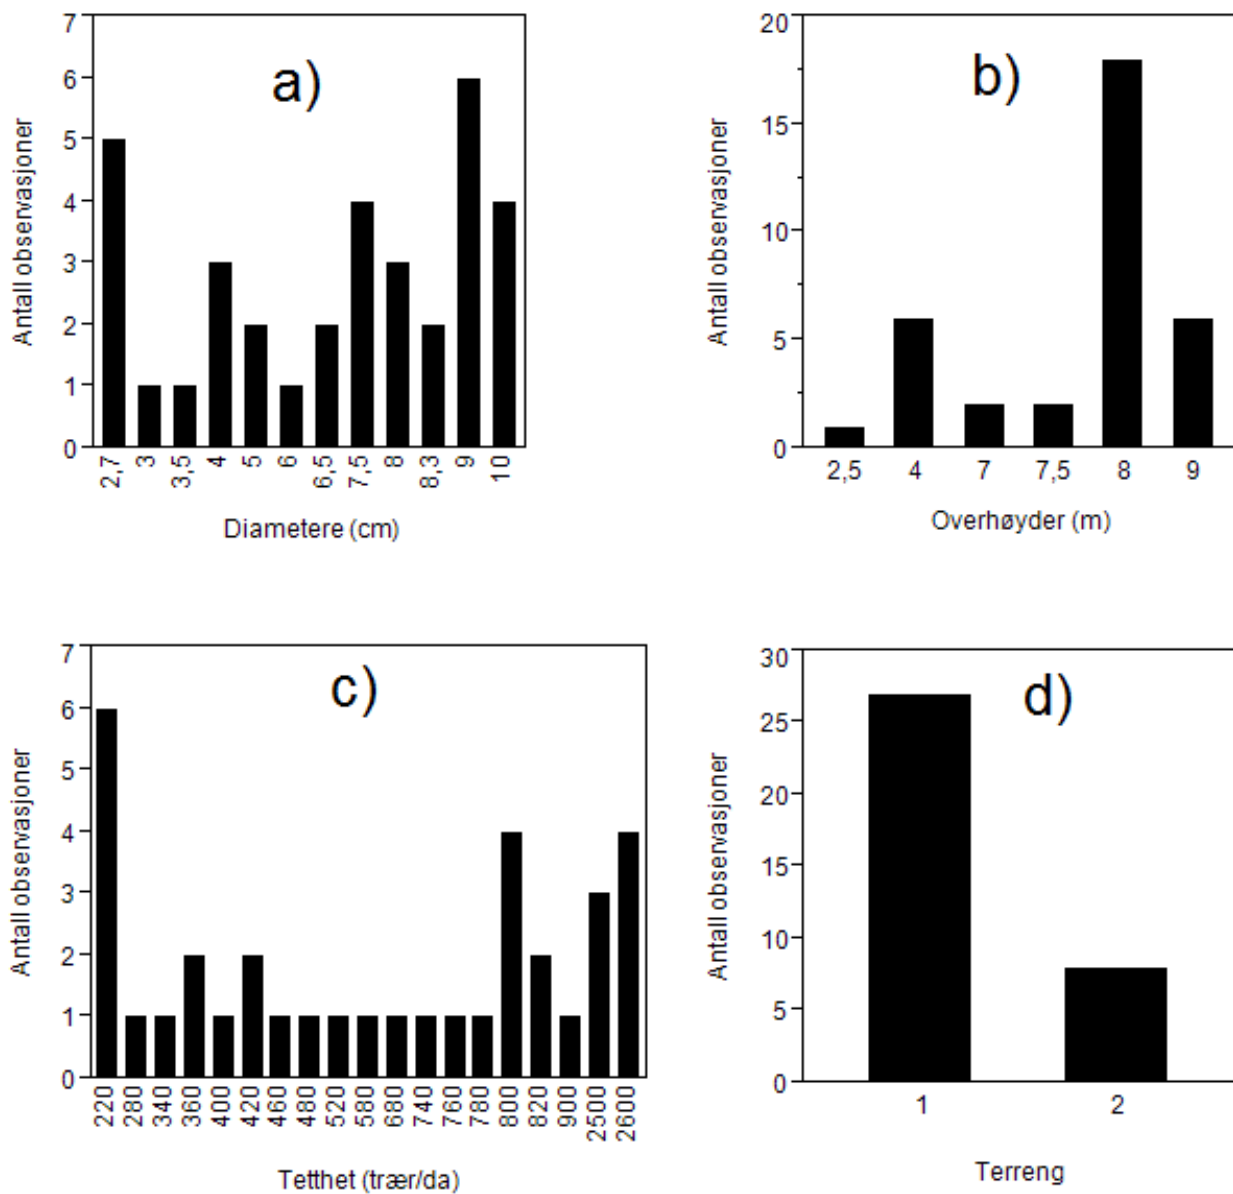 a)
Antall observasjoner
7
6
5
4
3
2
1
0
2,7 3 3,5 4 5 6 6,5 7,5 8 8,3 9 10
Diametere (cm)
b)
Antall observasjoner
20
15
10
5
0
2,5 4 7 7,5 8 9
Overhøyder (m)
c)
Antall observasjoner
7
6
5
4
3
2
1
0
220 280 340 360 400 420 460 480 520 580 680 740 760 780 800 820 900 2500 2600
Tetthet (trær/da)
d)
Antall observasjoner
30
25
20
15
10
5
0
1 2
Terreng